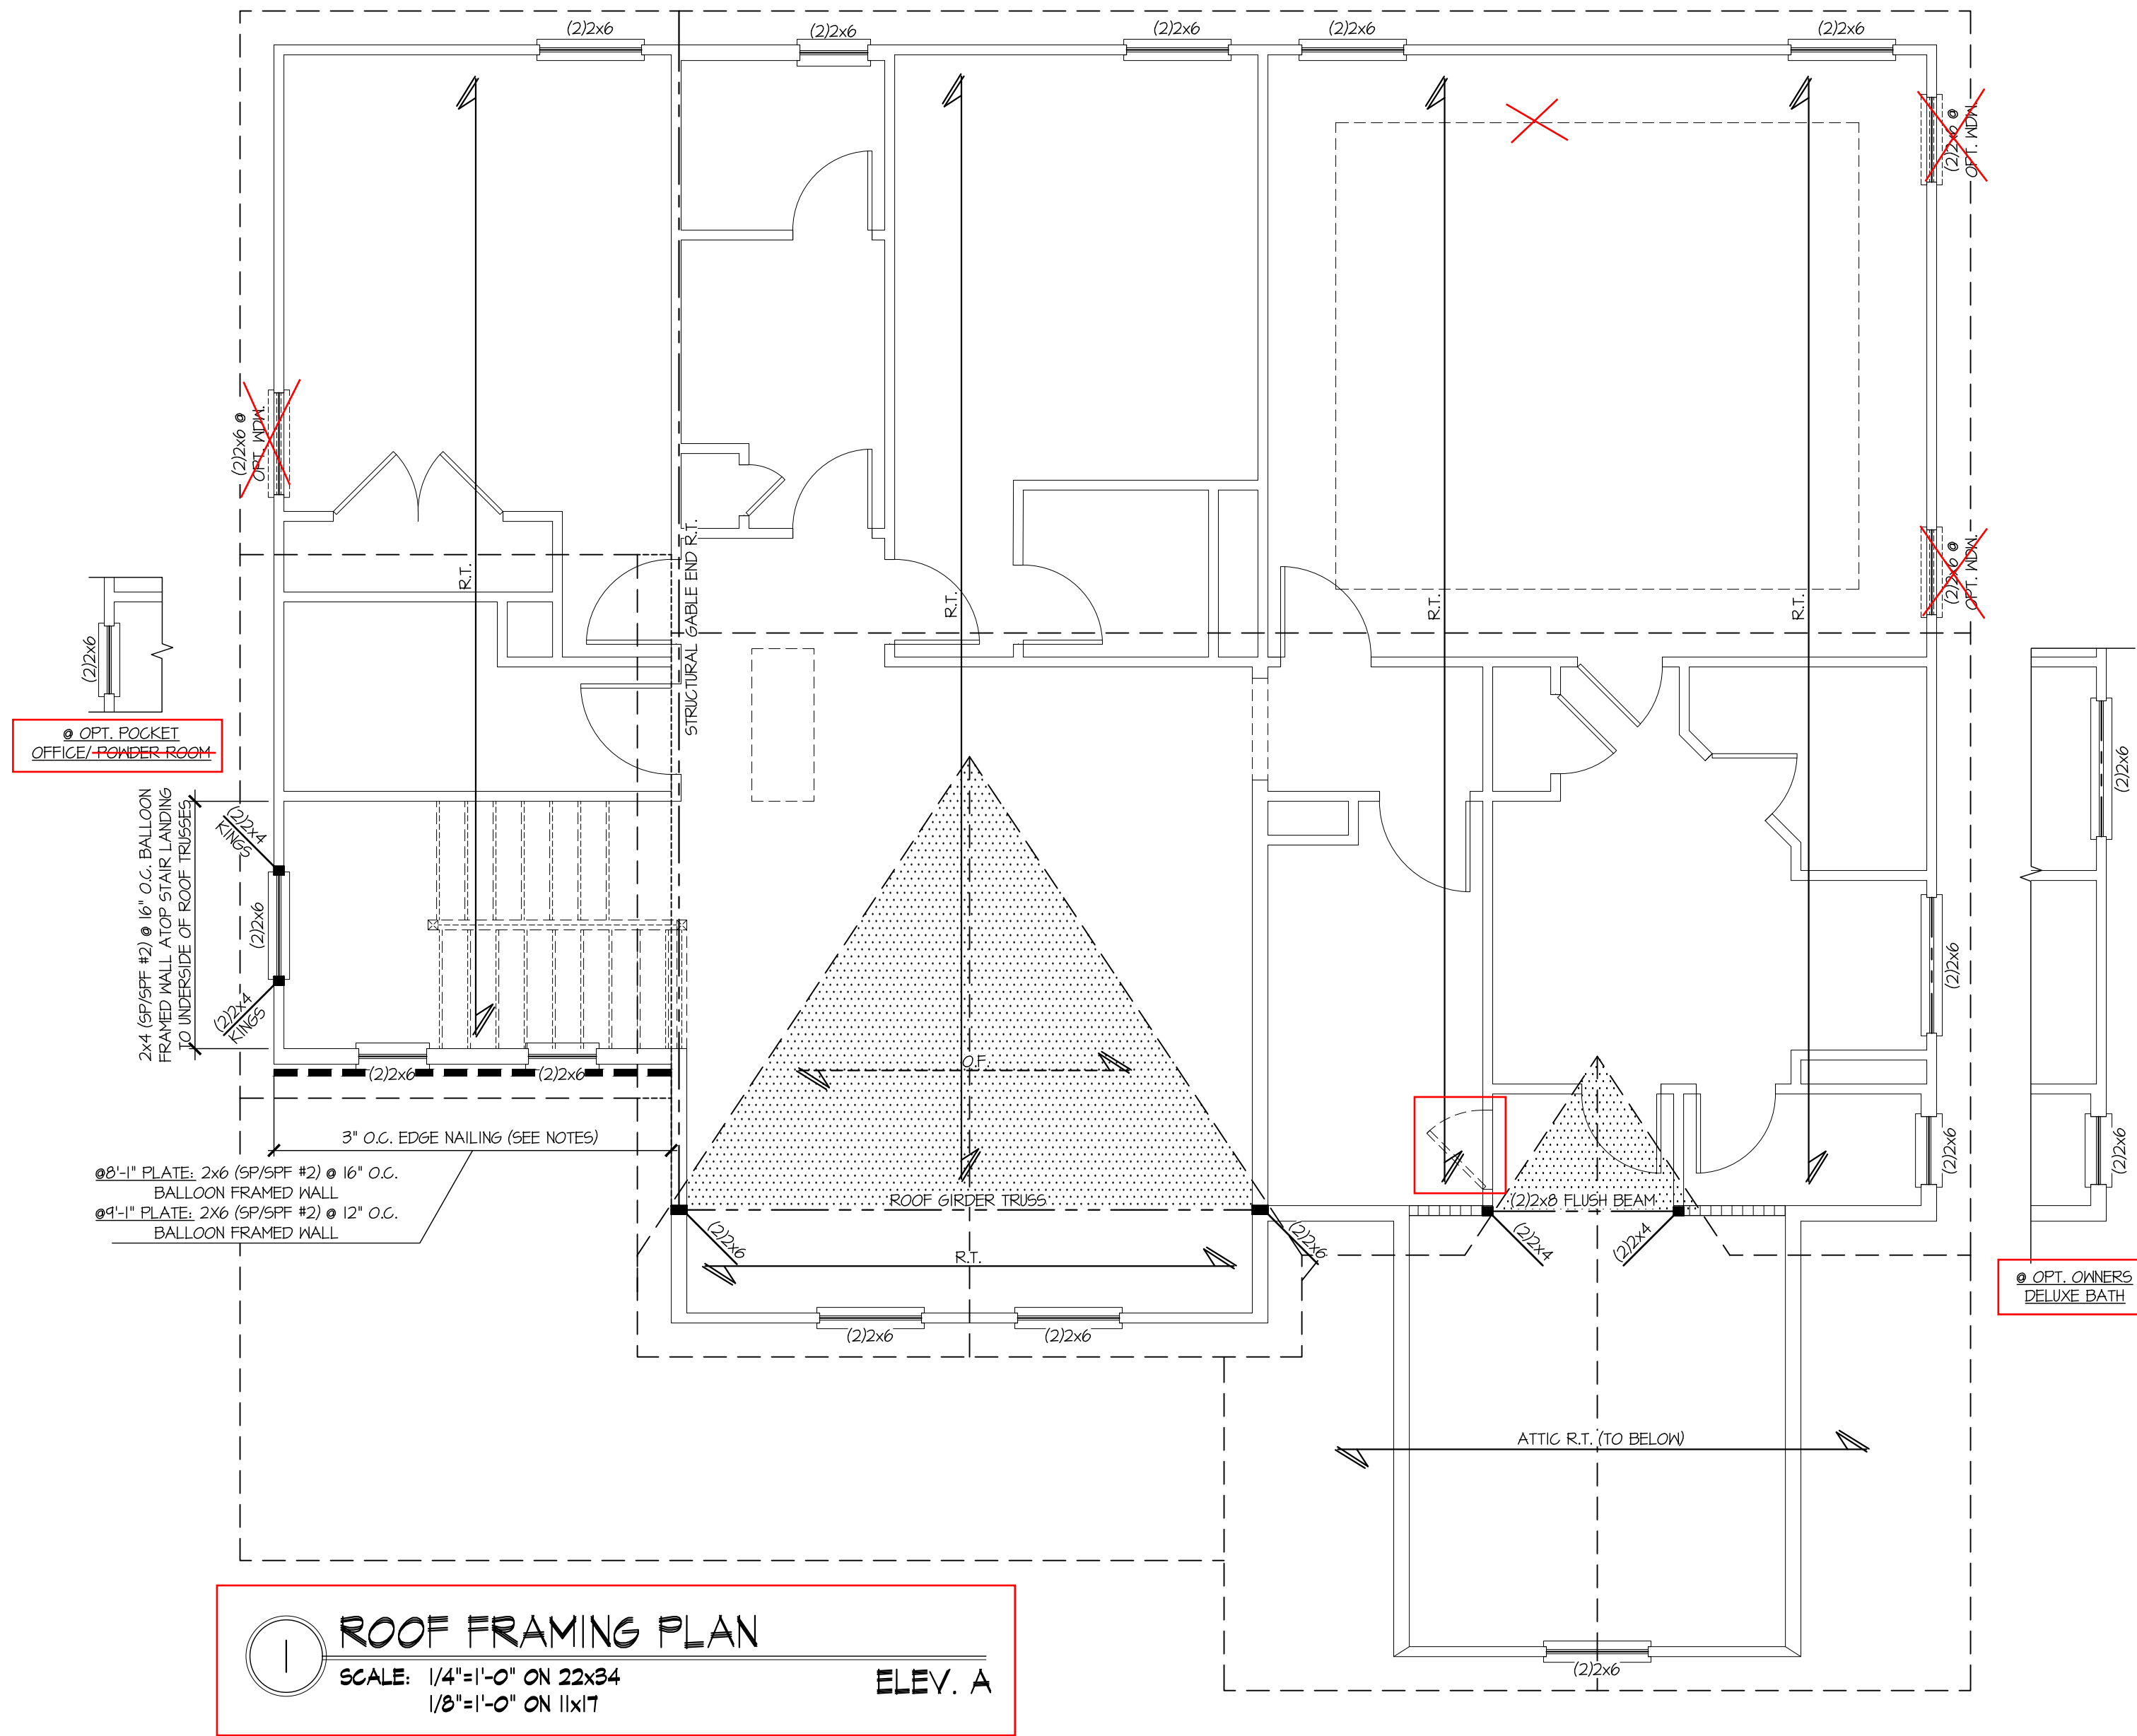 (2)2x6
(2)2x6
(2)2x6
(2)2x6
(2)2x6
(2)2x6 @
OPT. WDW.
(2)2x6 @
OPT. WDW.
(2)2x6 @
OPT. WDW.
R.T.
STRUCTURAL GABLE END R.T.
R.T.
R.T.
R.T.
(2)2x6
@ OPT. POCKET
OFFICE/ POWDER ROOM
(2)2x6
2x4 (SP/SPF #2) @ 16" O.C. BALLOON
FRAMED WALL ATOP STAIR LANDING
TO UNDERSIDE OF ROOF TRUSSES
(2)2x4
KINGS
(2)2x6
(2)2x4
KINGS
(2)2x6
(2)2x6
(2)2x6
O.F.
3" O.C. EDGE NAILING (SEE NOTES)
(2)2x6
(2)2x6
@8'-1" PLATE: 2x6 (SP/SPF #2) @ 16" O.C.
BALLOON FRAMED WALL
@9'-1" PLATE: 2X6 (SP/SPF #2) @ 12" O.C.
BALLOON FRAMED WALL
ROOF GIRDER TRUSS
(2)2x8 FLUSH BEAM
(2)2x6
(2)2x6
(2)2x4
(2)2x4
R.T.
@ OPT. OWNERS
DELUXE BATH
(2)2x6
(2)2x6
ATTIC R.T. (TO BELOW)
(2)2x6
1
ROOF FRAMING PLAN
SCALE: 1/4"=1'-0" ON 22x34
1/8"=1'-0" ON 11x17
ELEV. A